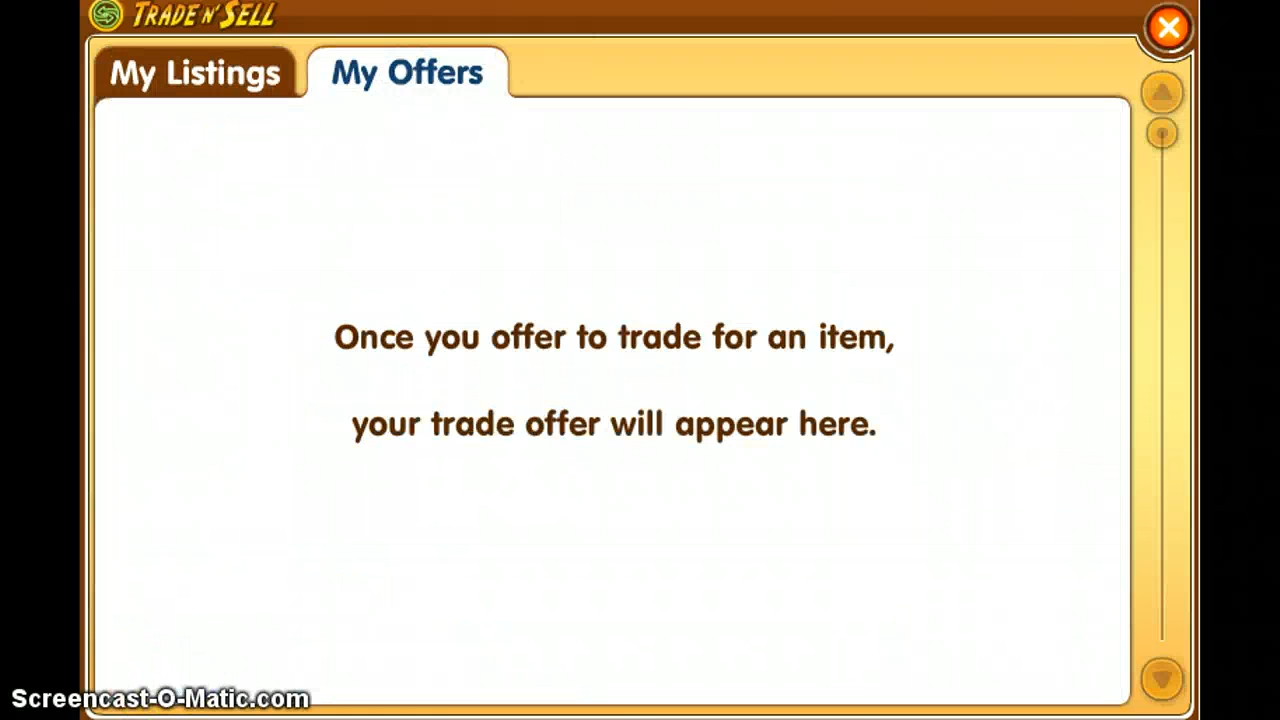 TRADE N' SELL
My Listings
My Offers
Once you offer to trade for an item,
your trade offer will appear here.
Screencast-O-Matic.com